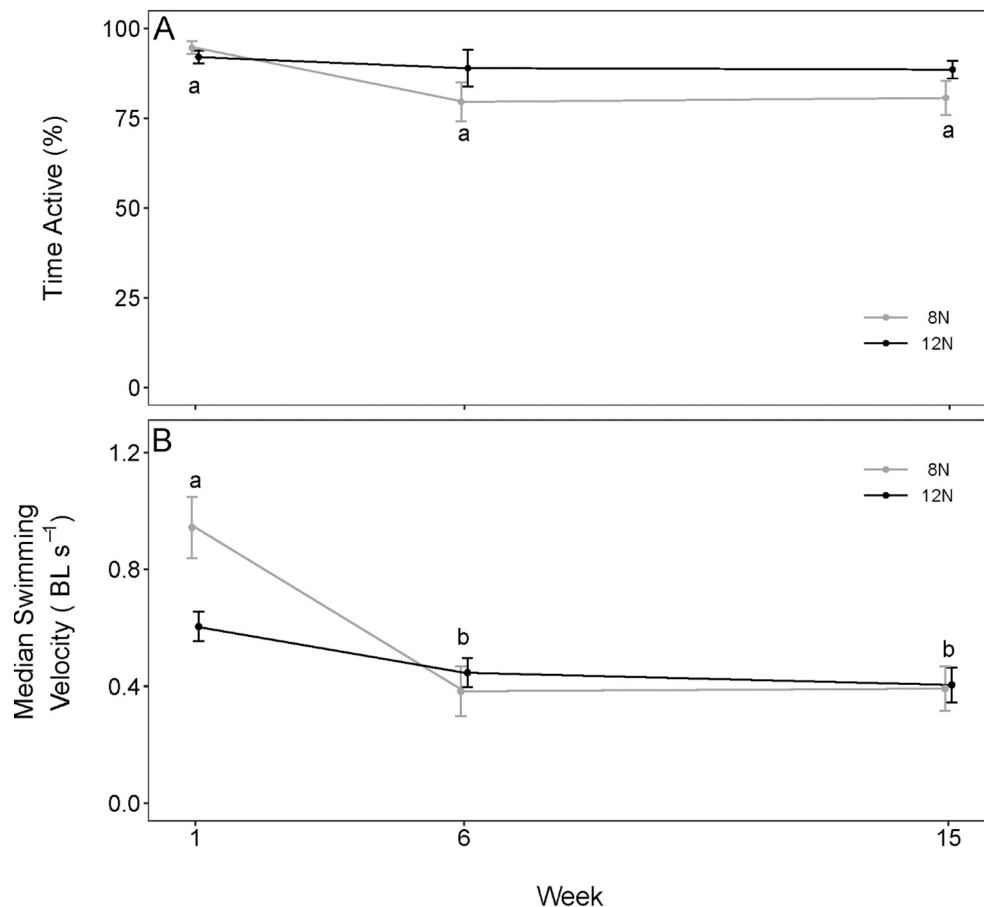 A
100
75
50
25
0
Time Active (%)
a
a
a
8N
12N
B
1.2
0.8
0.4
0.0
Median Swimming
Velocity ( BL s⁻¹)
a
b
b
8N
12N
1
6
15
Week